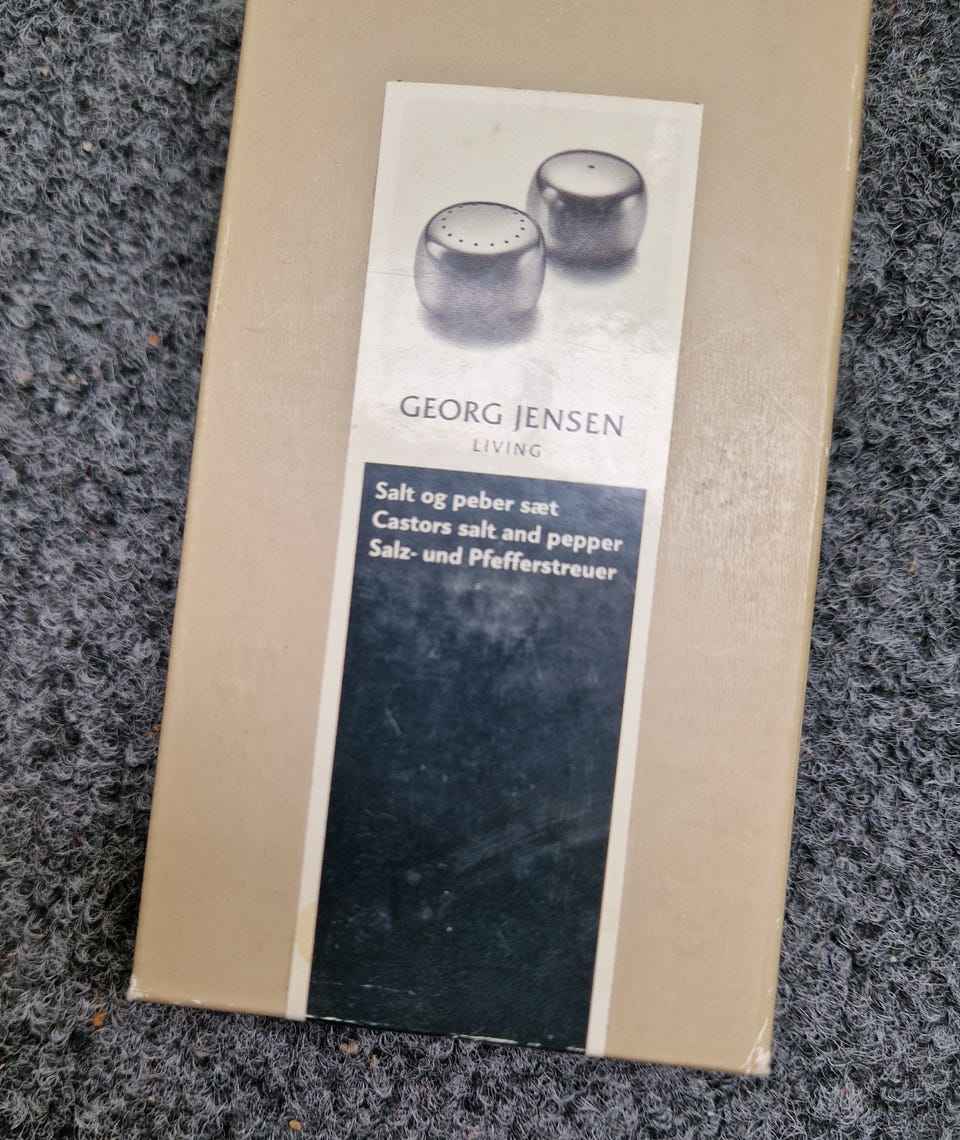 GEORG JENSEN
LIVING
Salt og peber sæt
Castors salt and pepper
Salz- und Pfefferstreuer